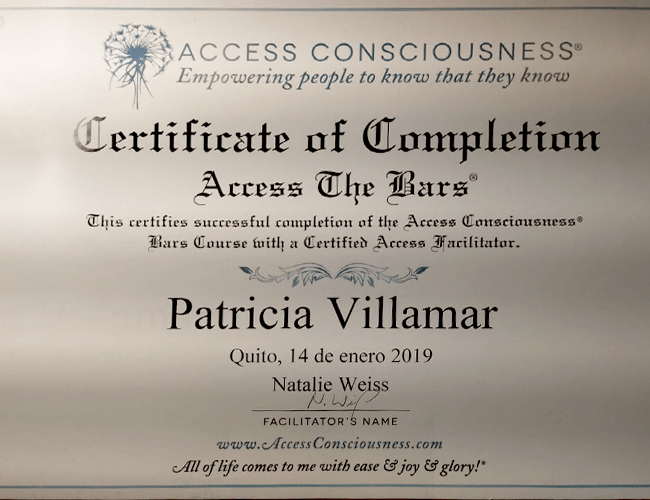 ACCESS CONSCIOUSNESS®
Empowering people to know that they know
Certificate of Completion
Access The Bars®
This certifies successful completion of the Access Consciousness®
Bars Course with a Certified Access Facilitator.
Patricia Villamar
Quito, 14 de enero 2019
Natalie Weiss
FACILITATOR'S NAME
www.AccessConsciousness.com
All of life comes to me with ease & joy & glory!®